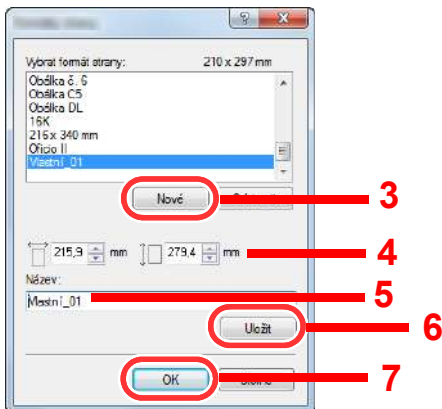 Vybrat formát strany: 210 x 297 mm
Obálka č. 6
Obálka C5
Obálka DL
16K
216 x 340 mm
Oficio II
Vlastní_01
Nové
3
215,9 mm 279,4 mm
4
Název:
Vlastní_01
5
Uložit
6
OK
7